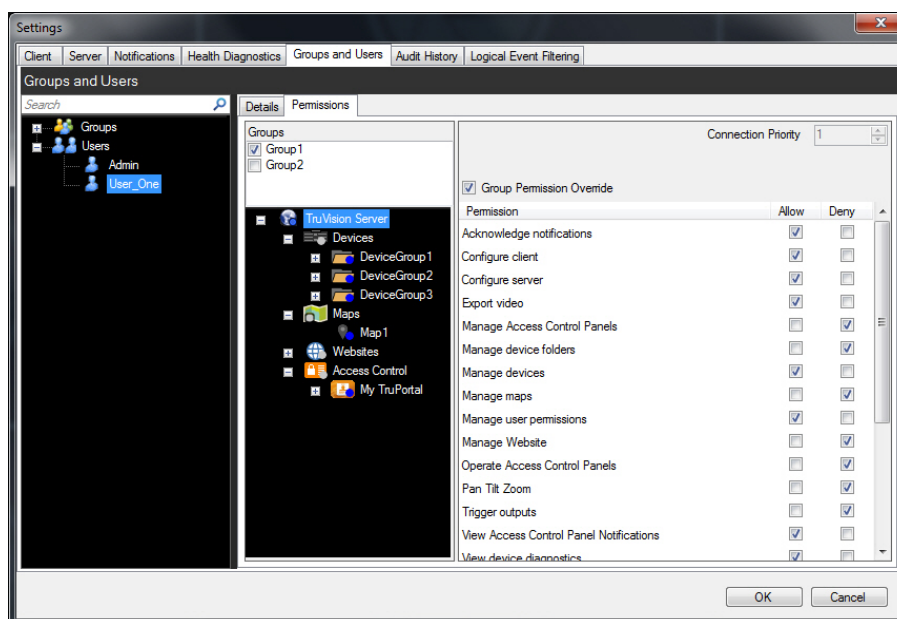 Settings
Client Server Notifications Health Diagnostics Groups and Users Audit History Logical Event Filtering
Groups and Users
Search
Groups
Users
Admin
User_One
Details Permissions
Groups
Group1
Group2
TruVision Server
Devices
DeviceGroup1
DeviceGroup2
DeviceGroup3
Maps
Map1
Websites
Access Control
My TruPortal
Connection Priority 1
Group Permission Override
Permission Allow Deny
Acknowledge notifications
Configure client
Configure server
Export video
Manage Access Control Panels
Manage device folders
Manage devices
Manage maps
Manage user permissions
Manage Website
Operate Access Control Panels
Pan Tilt Zoom
Trigger outputs
View Access Control Panel Notifications
View device diagnostics
OK Cancel